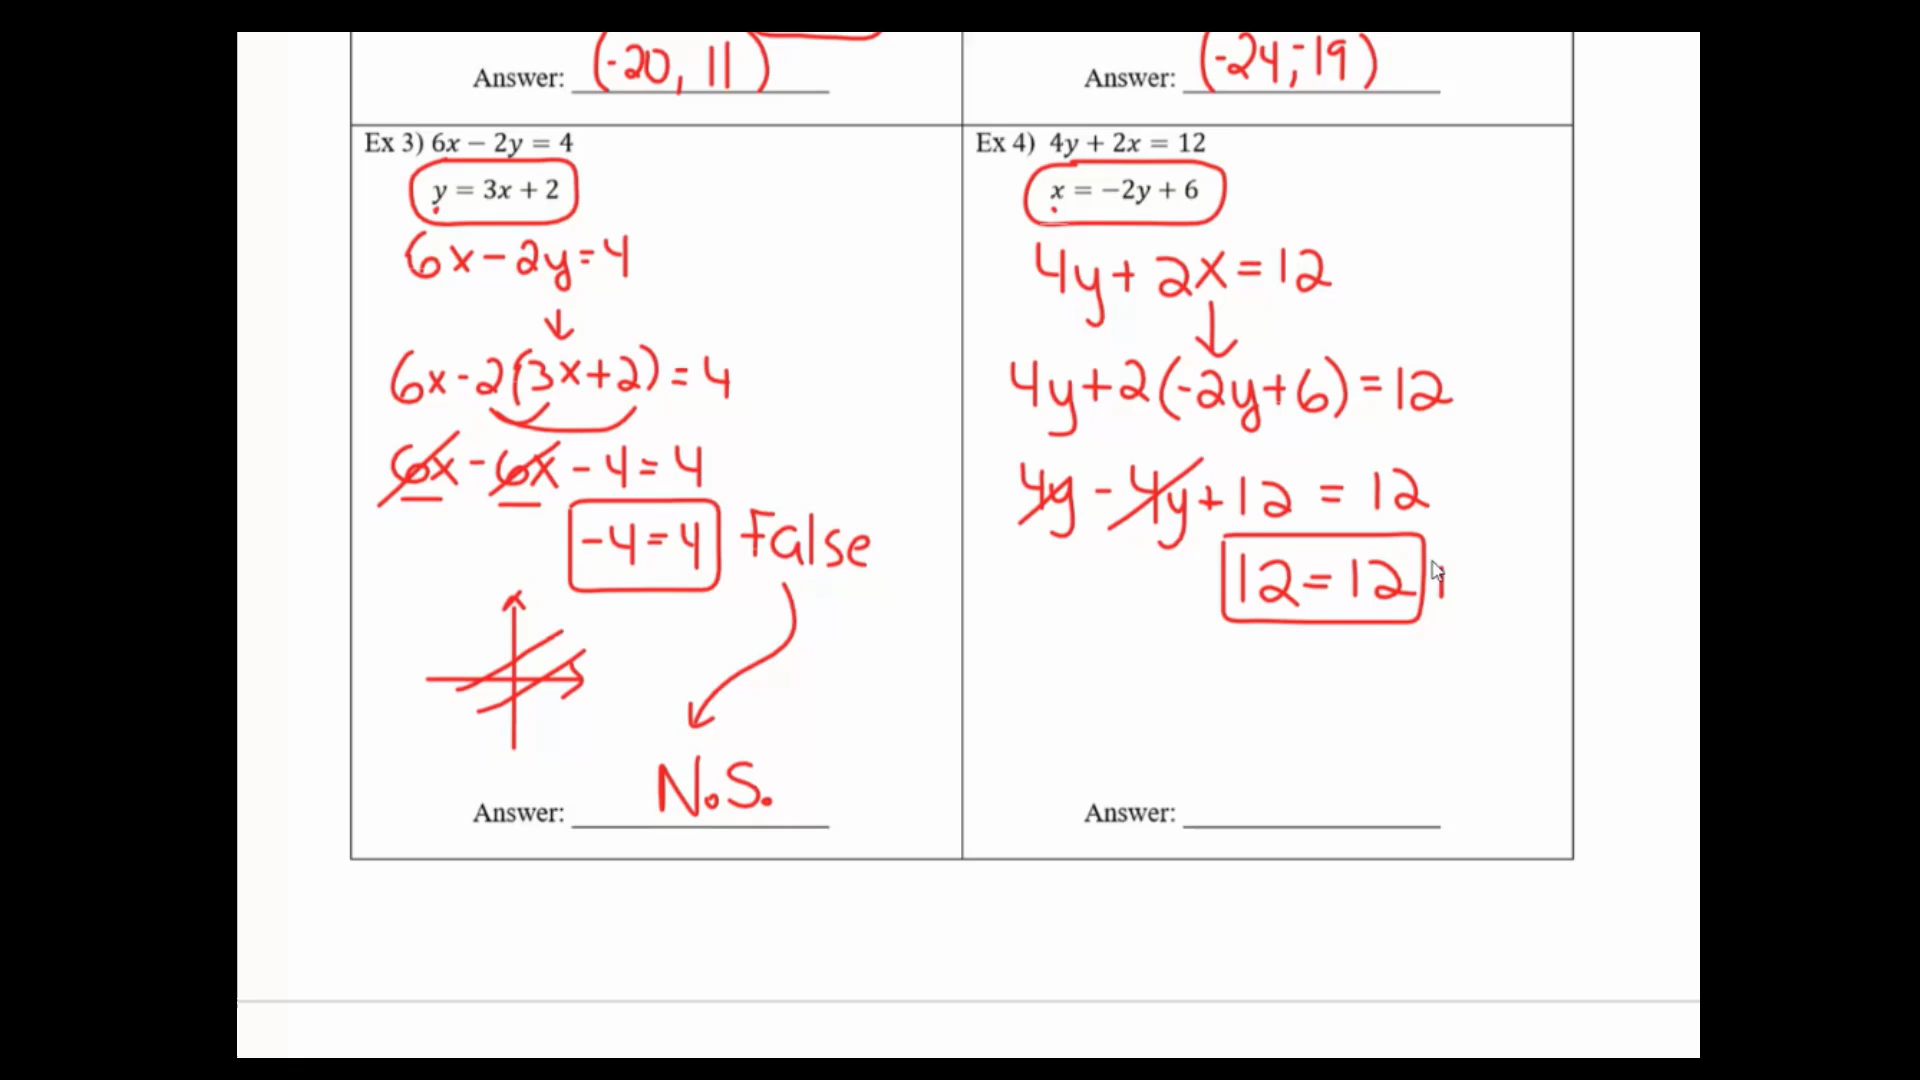 Answer: (-20, 11)
Answer: (-24, -19)
Ex 3) 6x − 2y = 4
y = 3x + 2
6x - 2y = 4
6x - 2(3x + 2) = 4
6x - 6x - 4 = 4
-4 = 4 False
N.S.
Answer:
Ex 4) 4y + 2x = 12
x = −2y + 6
4y + 2x = 12
4y + 2(-2y + 6) = 12
4y - 4y + 12 = 12
12 = 12
Answer: